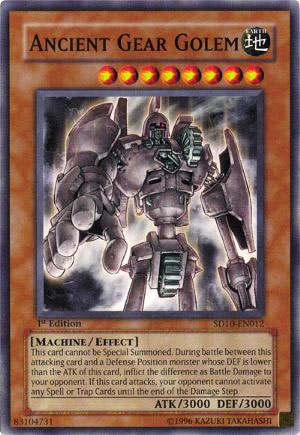 ANCIENT GEAR GOLEM
EARTH
地
1st Edition
SD10-EN012
[MACHINE / EFFECT]
This card cannot be Special Summoned. During battle between this
attacking card and a Defense Position monster whose DEF is lower
than the ATK of this card, inflict the difference as Battle Damage to
your opponent. If this card attacks, your opponent cannot activate
any Spell or Trap Cards until the end of the Damage Step.
ATK/3000 DEF/3000
83104731
©1996 KAZUKI TAKAHASHI